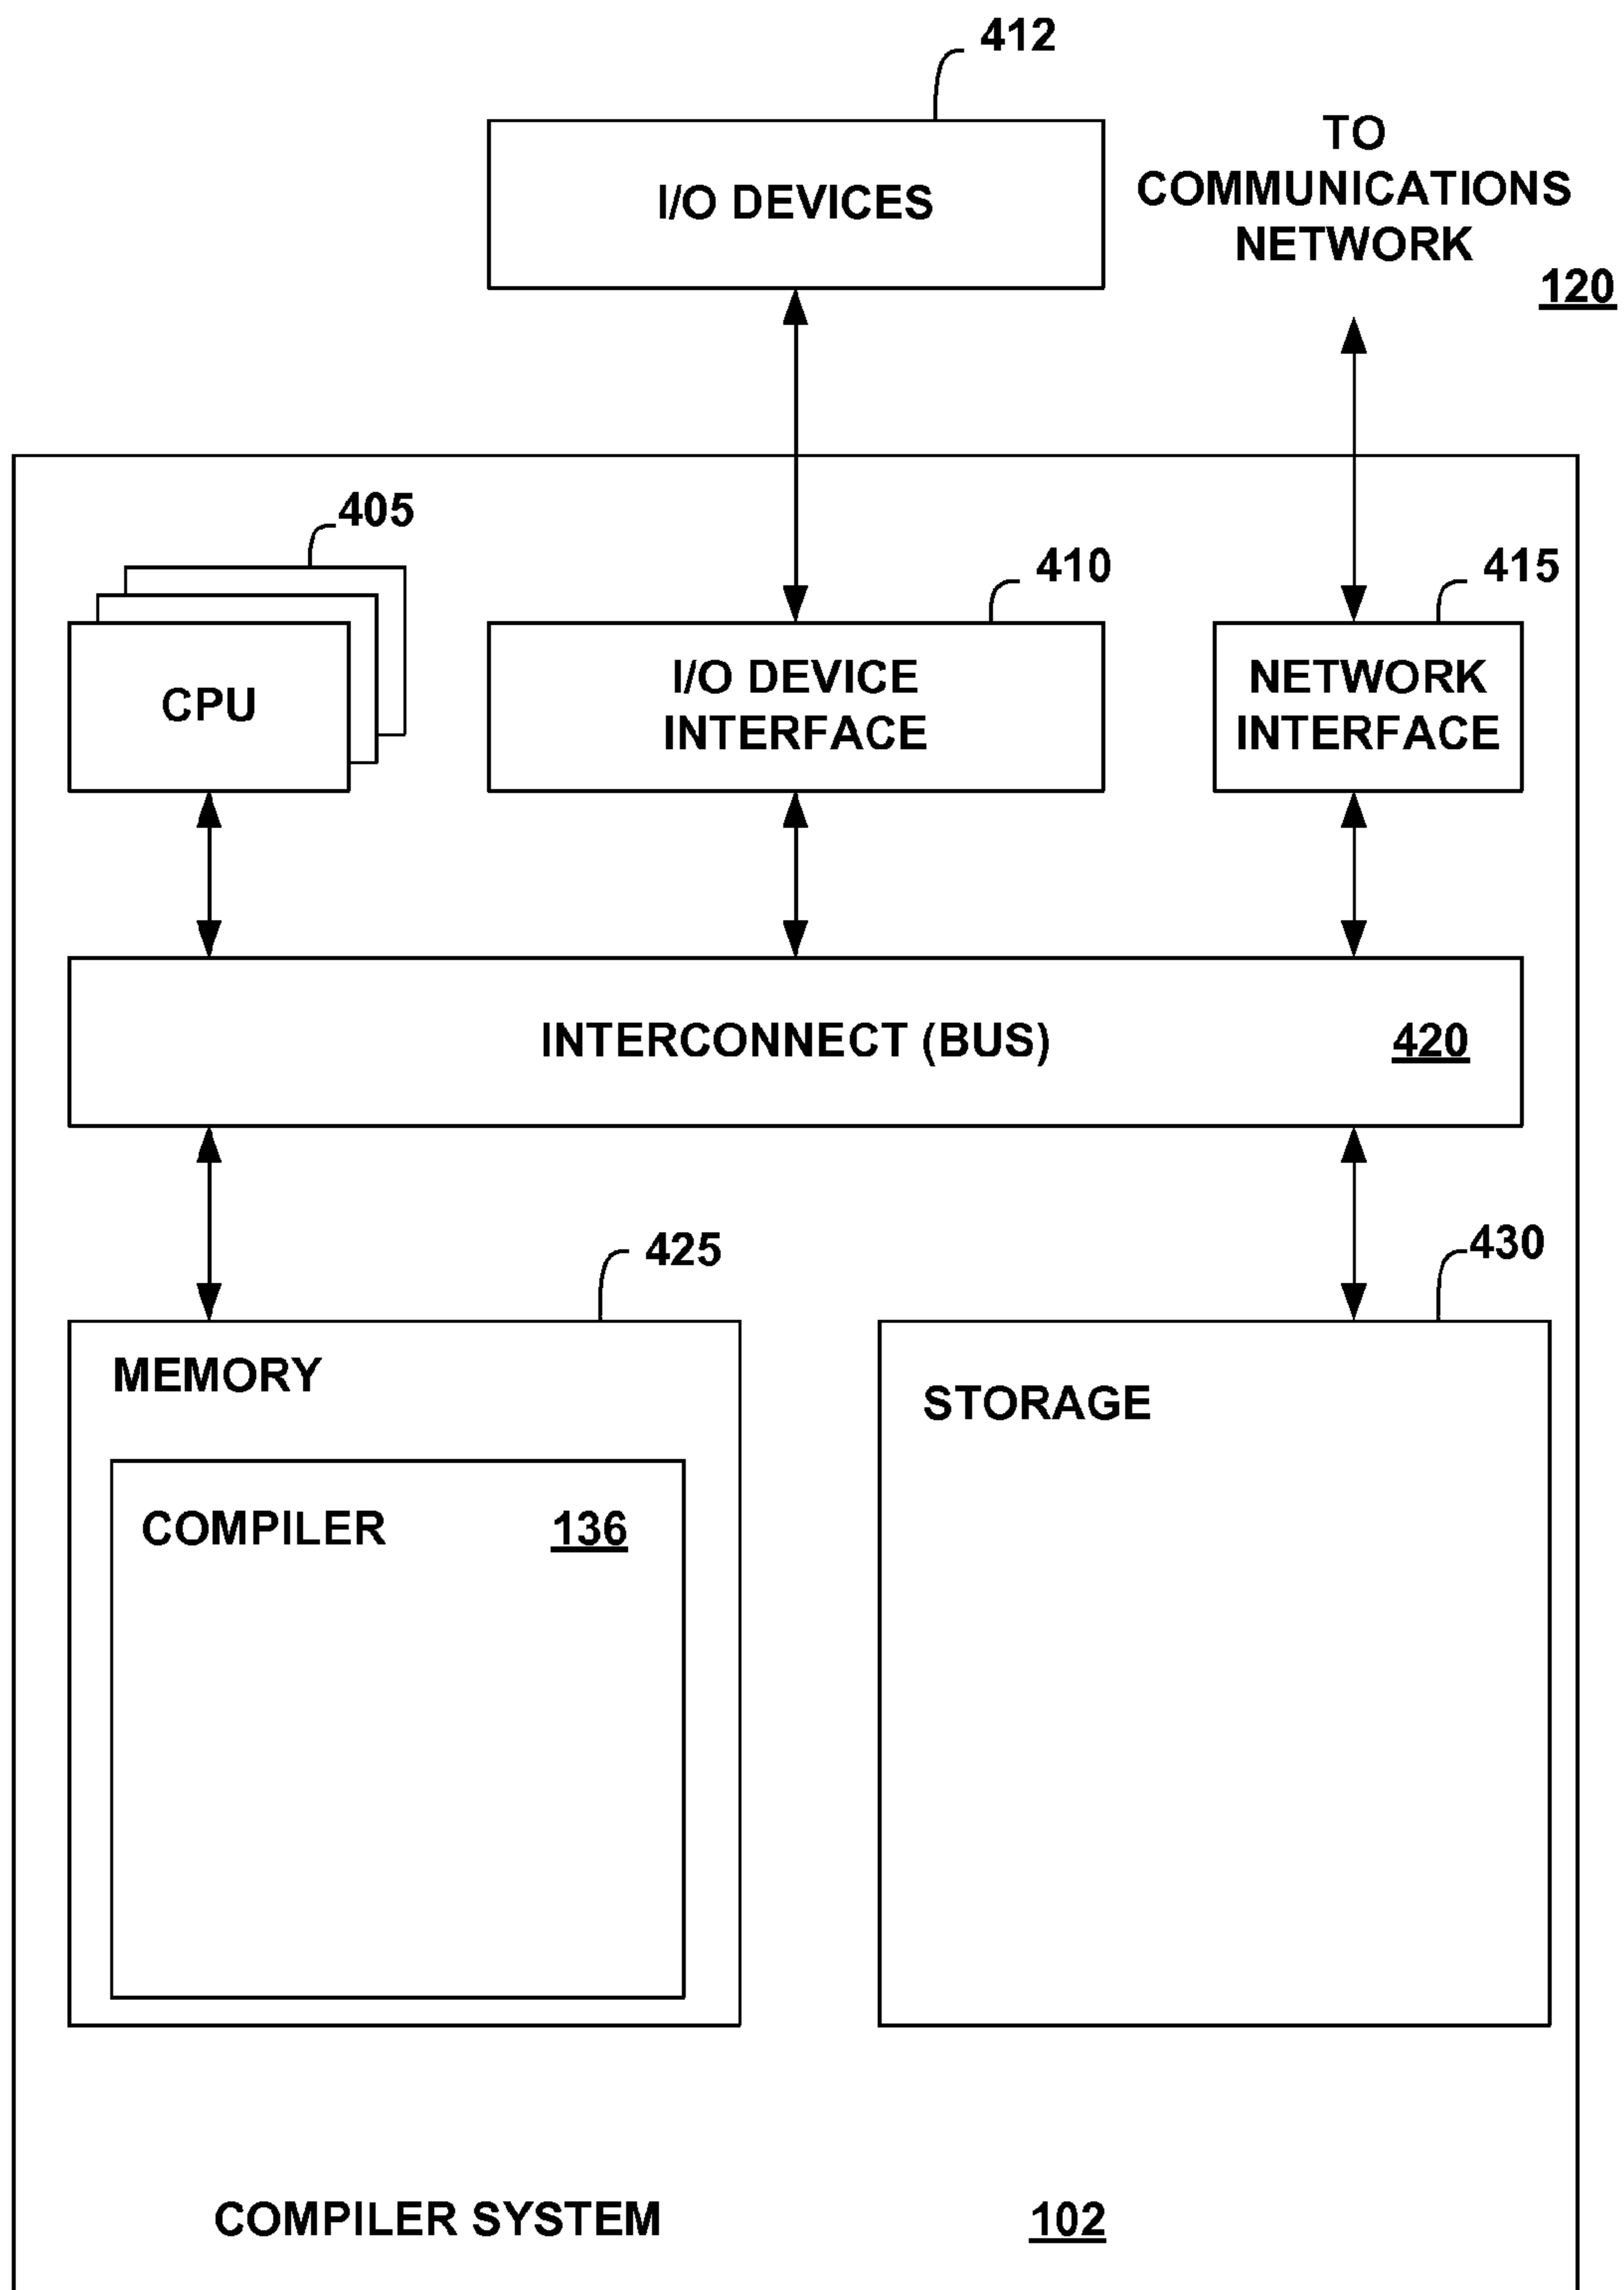 412
I/O DEVICES
TO
COMMUNICATIONS
NETWORK
120
405
410
415
CPU
I/O DEVICE
INTERFACE
NETWORK
INTERFACE
INTERCONNECT (BUS)
420
425
430
MEMORY
STORAGE
COMPILER
136
COMPILER SYSTEM
102